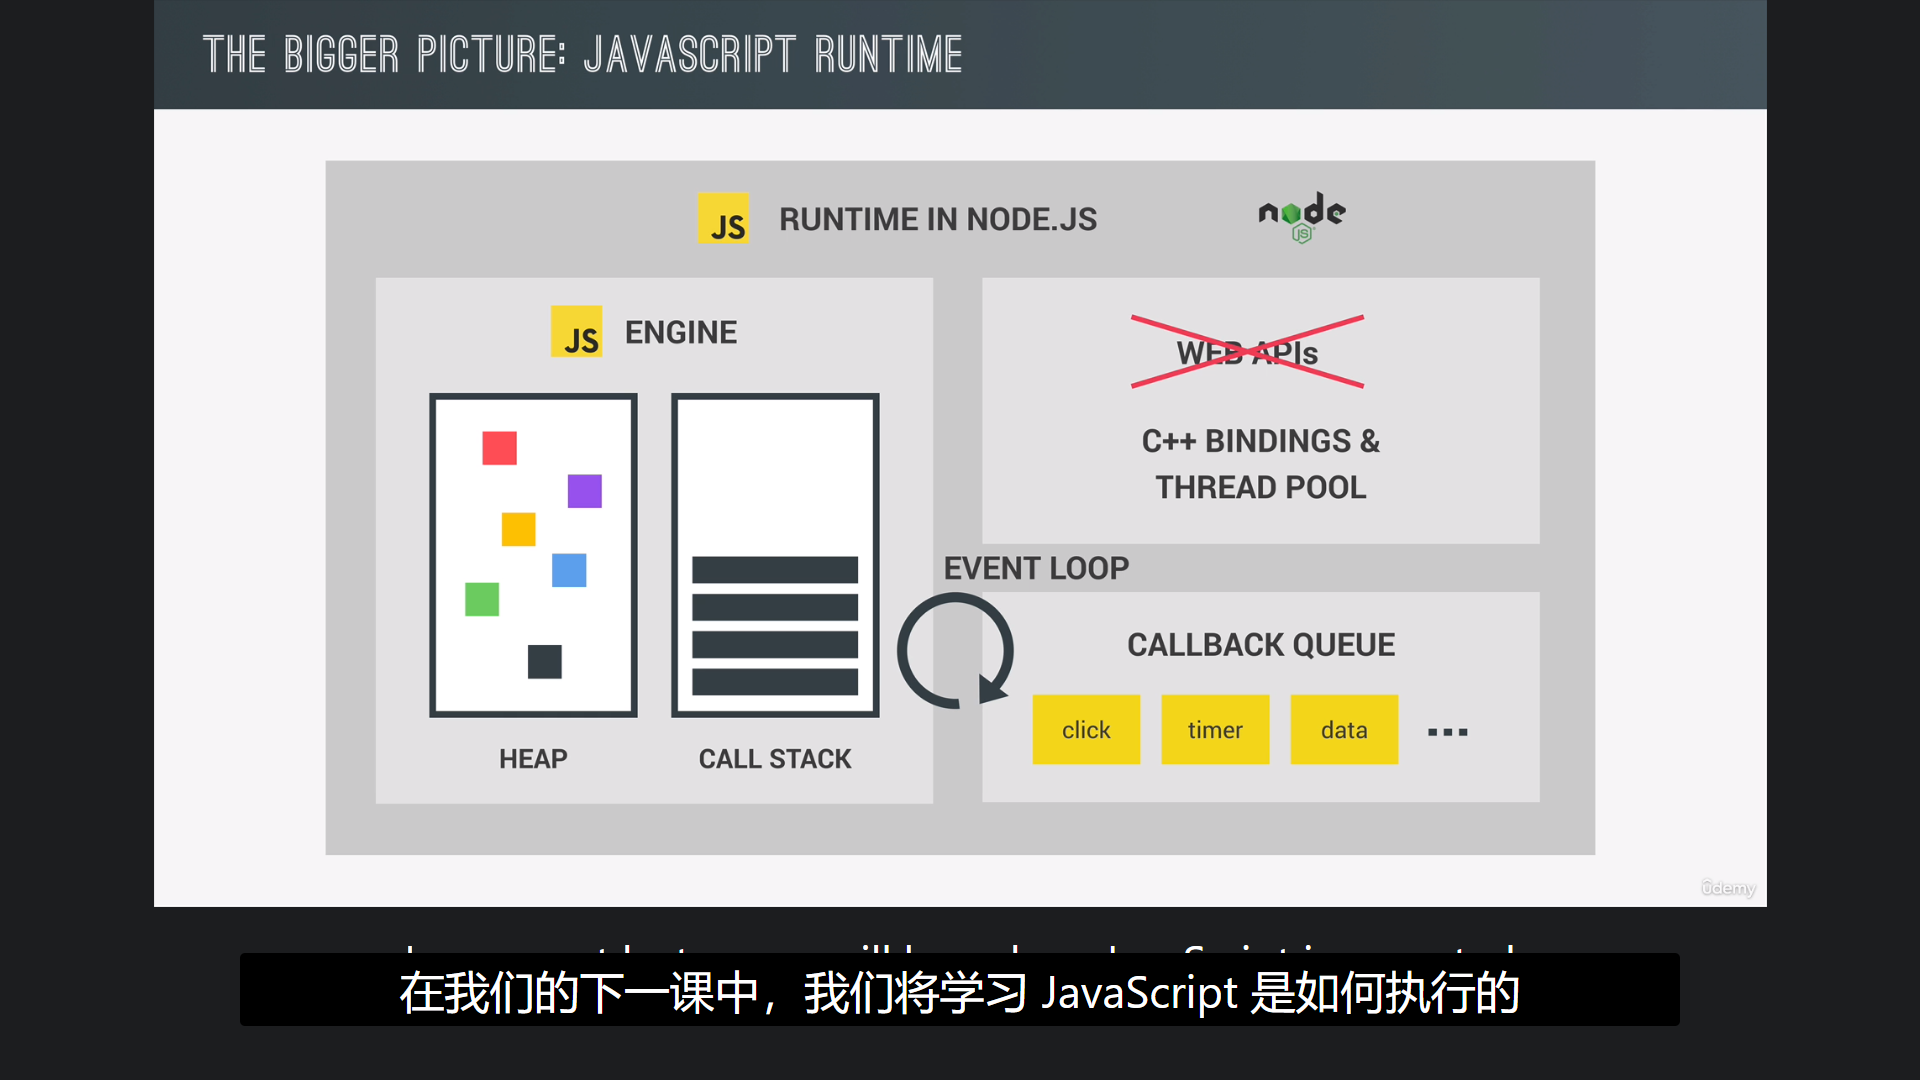 THE BIGGER PICTURE: JAVASCRIPT RUNTIME
JS
RUNTIME IN NODE.JS
node
JS
JS
ENGINE
WEB APIs
C++ BINDINGS &
THREAD POOL
EVENT LOOP
CALLBACK QUEUE
click
timer
data
...
HEAP
CALL STACK
ûdemy
在我们的下一课中，我们将学习 JavaScript 是如何执行的